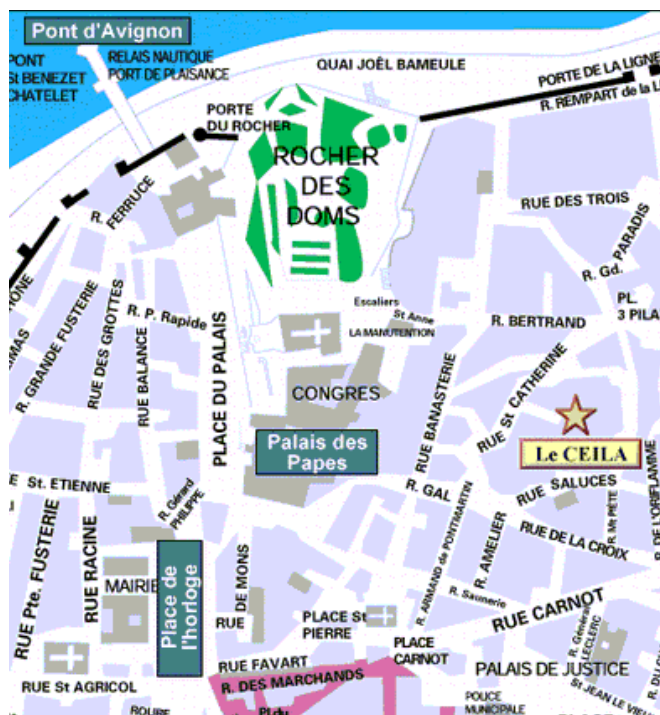 Pont d'Avignon
PONT
St BENEZET
CHATELET
RELAIS NAUTIQUE
PORT DE PLAISANCE
QUAI JOËL BAMEULE
PORTE DE LA LIGNE
R. REMPART de la LI
PORTE
DU ROCHER
ROCHER
DES
DOMS
R. FERRUCE
RUE DES TROIS
PARADIS
R. Gd.
PL.
3 PILA
R. GRANDE FUSTERIE
RUE DES GROTTES
R. P. Rapide
RUE BALANCE
PLACE DU PALAIS
Escaliers
St Anne
LA MANUTENTION
R. BERTRAND
CONGRES
RUE BANASTERIE
RUE St CATHERINE
Palais des
Papes
Le CEILA
St. ETIENNE
R. Gérard
PHILIPPE
R. GAL
RUE SALUCES
R. Mt PIÉTÉ
R. DE L'ORIFLAMME
RUE DE LA CROIX
RUE Pte. FUSTERIE
RUE RACINE
MAIRIE
Place de
l'horloge
RUE DE MONS
R. ARMAND de PONTMARTIN
R. AMELIER
R. Saunerie
RUE CARNOT
PLACE St
PIERRE
PLACE
CARNOT
R. Général
LECLERC
RUE FAVART
R. DES MARCHANDS
PALAIS DE JUSTICE
RUE St AGRICOL
POUCE
MUNICIPALE
St JEAN LE VIEU